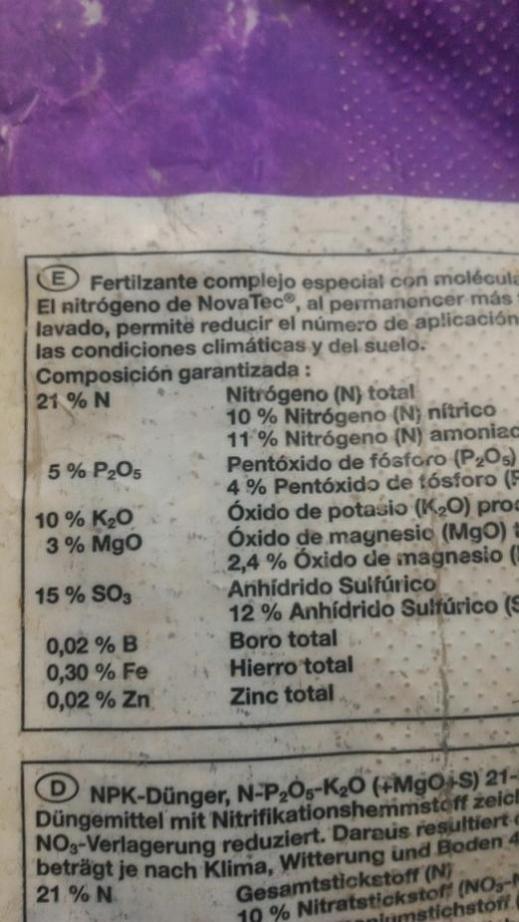 E Fertilzante complejo especial con molécula
El nitrógeno de NovaTec®, al permanencer más
lavado, permite reducir el número de aplicación
las condiciones climáticas y del suelo.
Composición garantizada :
21 % N Nitrógeno (N) total
10 % Nitrógeno (N) nítrico
11 % Nitrógeno (N) amoniac
5 % P₂O₅ Pentóxido de fósforo (P₂O₅)
4 % Pentóxido de fósforo (P
10 % K₂O Óxido de potasio (K₂O) pro
3 % MgO Óxido de magnesio (MgO) t
2,4 % Óxido de magnesio (
15 % SO₃ Anhídrido Sulfúrico
12 % Anhídrido Sulfúrico (S
0,02 % B Boro total
0,30 % Fe Hierro total
0,02 % Zn Zinc total
D NPK-Dünger, N-P₂O₅-K₂O (+MgO+S) 21-
Düngemittel mit Nitrifikationshemmstoff zeich
NO₃-Verlagerung reduziert. Daraus resultiert
beträgt je nach Klima, Witterung und Boden 4
21 % N Gesamtstickstoff (N)
10 % Nitratstickstoff (NO₃-N